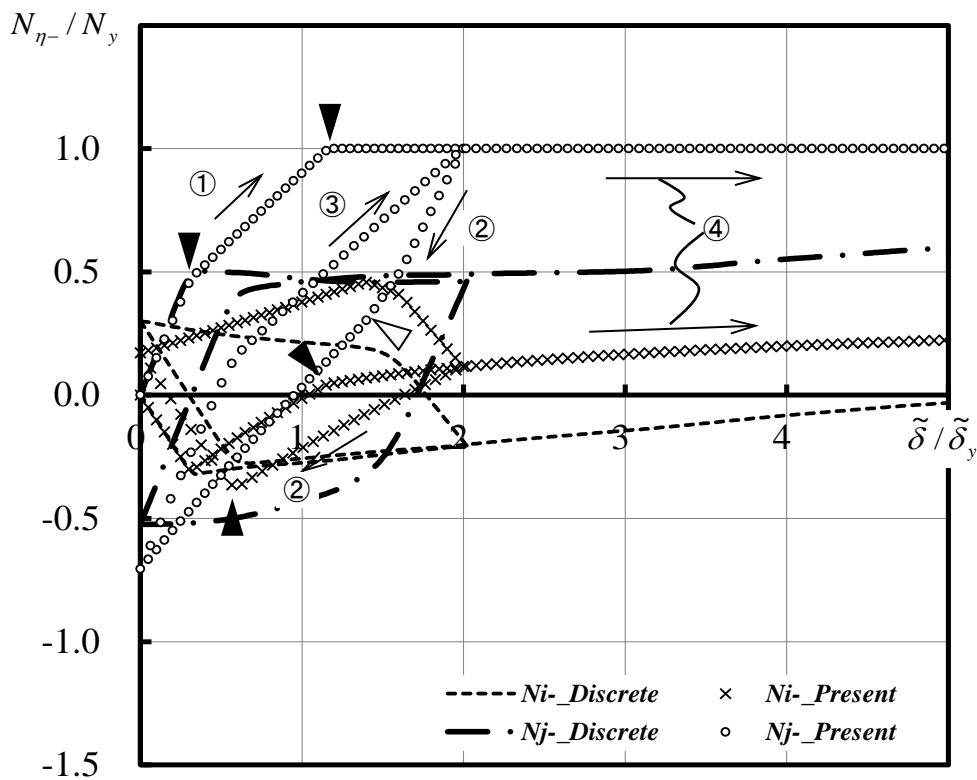 N_{η−} / N_y
1.0
①
③
②
④
0.5
0.0
0 1 2 3 4
δ̃ / δ̃_y
②
-0.5
-1.0
Ni-_Discrete × Ni-_Present
Nj-_Discrete ○ Nj-_Present
-1.5